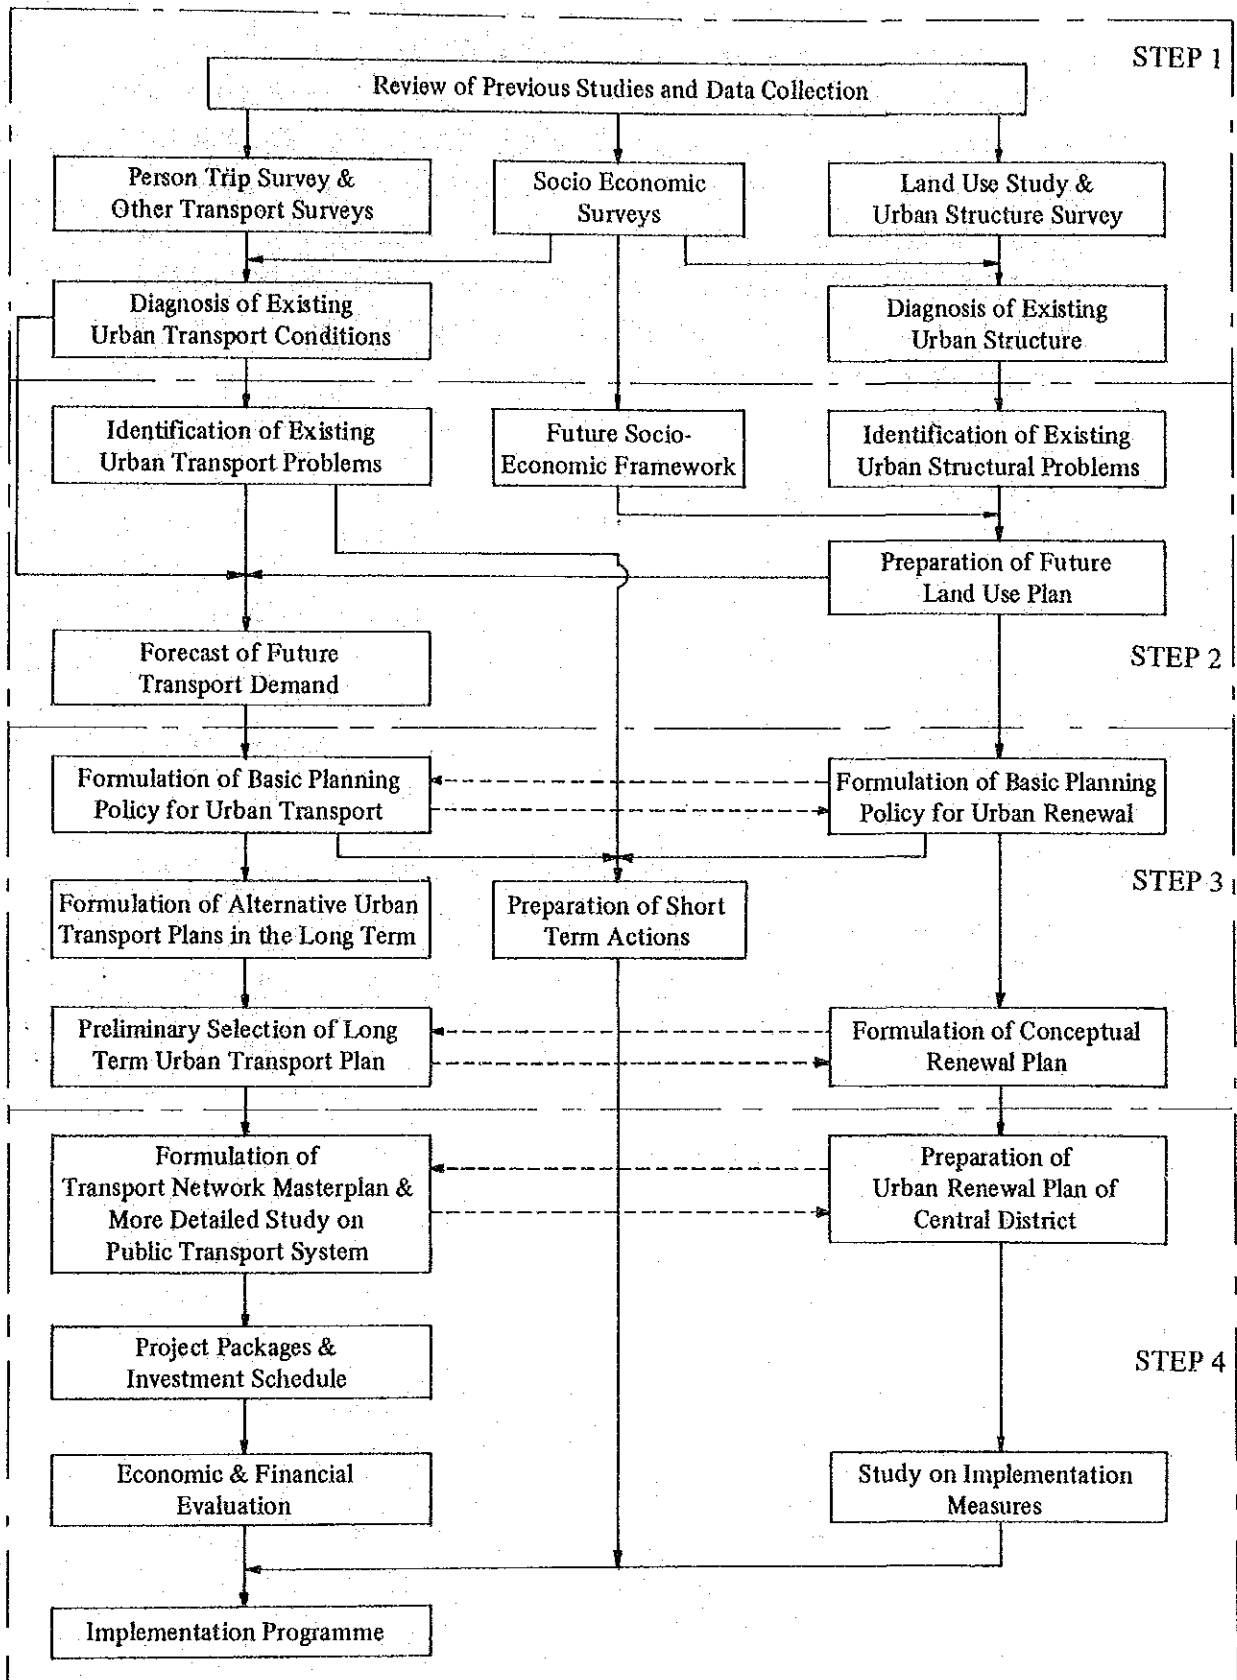 STEP 1
Review of Previous Studies and Data Collection
Person Trip Survey &
Other Transport Surveys
Socio Economic
Surveys
Land Use Study &
Urban Structure Survey
Diagnosis of Existing
Urban Transport Conditions
Diagnosis of Existing
Urban Structure
Identification of Existing
Urban Transport Problems
Future Socio-
Economic Framework
Identification of Existing
Urban Structural Problems
Preparation of Future
Land Use Plan
Forecast of Future
Transport Demand
STEP 2
Formulation of Basic Planning
Policy for Urban Transport
Formulation of Basic Planning
Policy for Urban Renewal
STEP 3
Formulation of Alternative Urban
Transport Plans in the Long Term
Preparation of Short
Term Actions
Preliminary Selection of Long
Term Urban Transport Plan
Formulation of Conceptual
Renewal Plan
Formulation of
Transport Network Masterplan &
More Detailed Study on
Public Transport System
Preparation of
Urban Renewal Plan of
Central District
Project Packages &
Investment Schedule
STEP 4
Economic & Financial
Evaluation
Study on Implementation
Measures
Implementation Programme